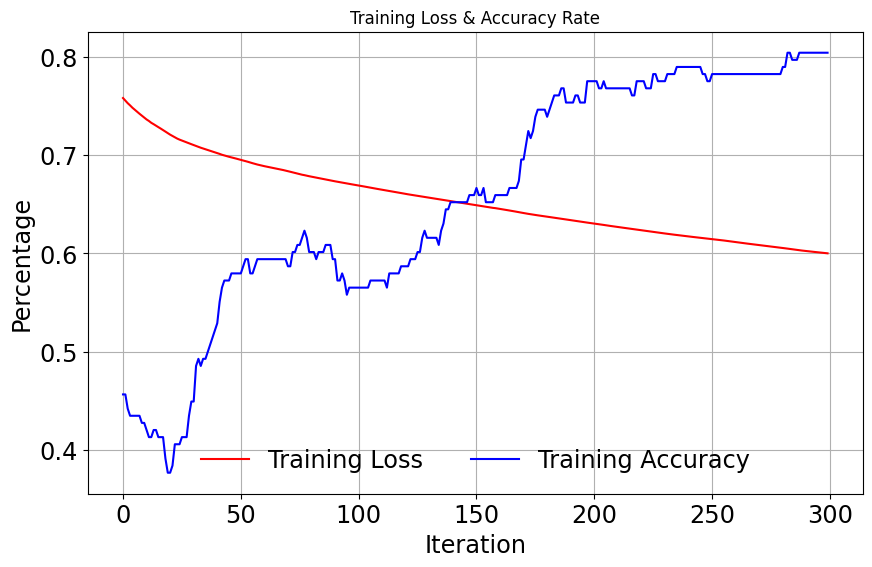 Training Loss & Accuracy Rate
0.8
0.7
0.6
0.5
0.4
Percentage
Training Loss Training Accuracy
0 50 100 150 200 250 300
Iteration